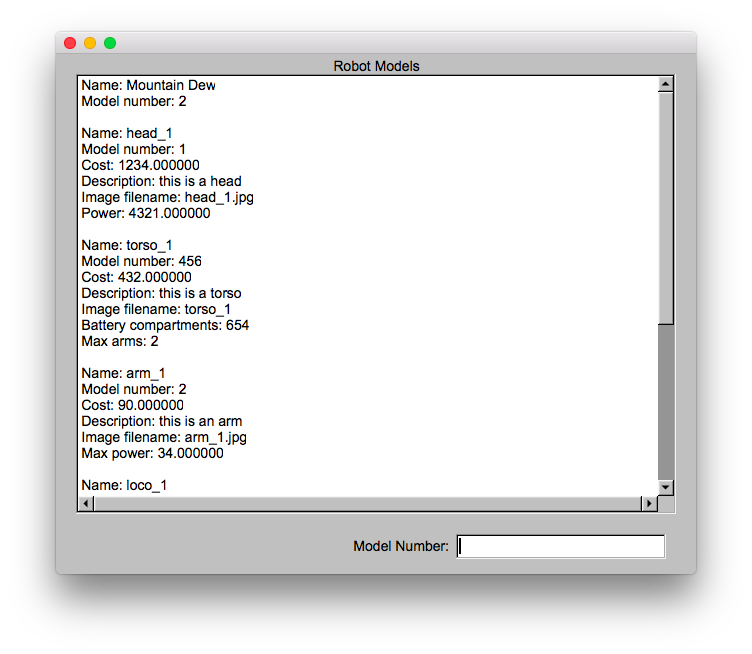 Robot Models
Name: Mountain Dew
Model number: 2
Name: head_1
Model number: 1
Cost: 1234.000000
Description: this is a head
Image filename: head_1.jpg
Power: 4321.000000
Name: torso_1
Model number: 456
Cost: 432.000000
Description: this is a torso
Image filename: torso_1
Battery compartments: 654
Max arms: 2
Name: arm_1
Model number: 2
Cost: 90.000000
Description: this is an arm
Image filename: arm_1.jpg
Max power: 34.000000
Name: loco_1
Model Number: